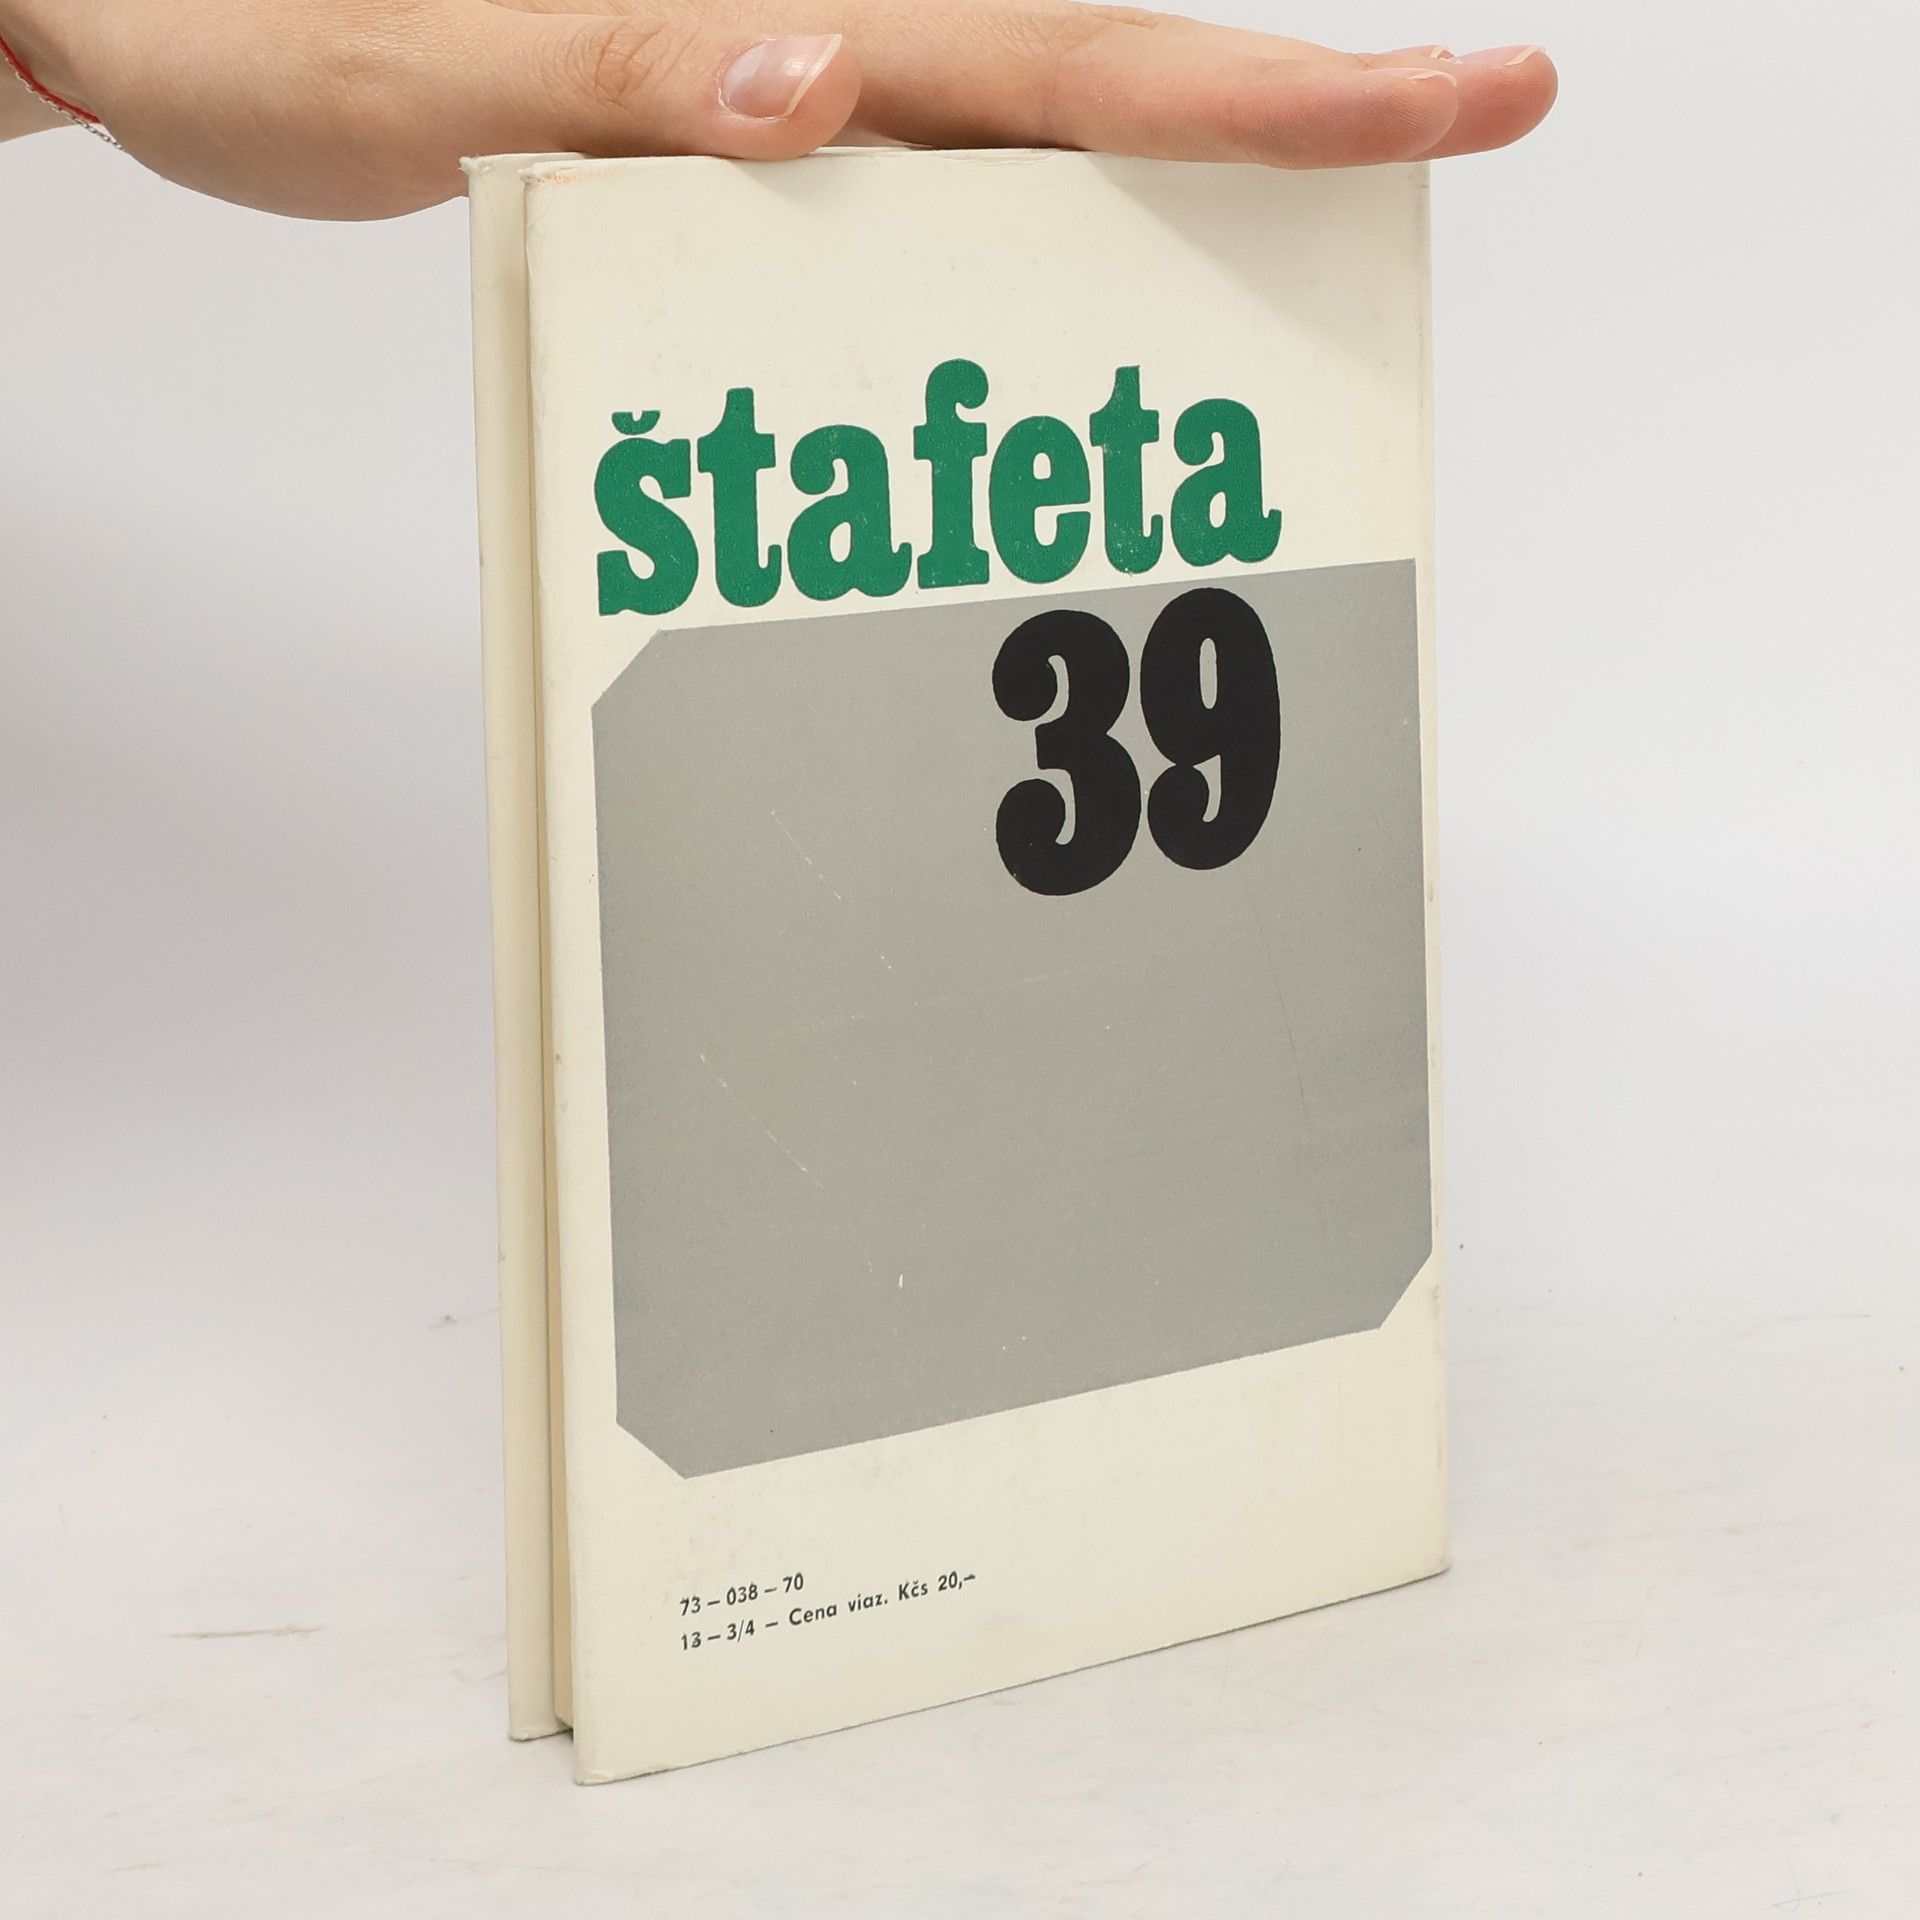 štafeta
39
73 – 038 – 70
13 – 3/4 – Cena viaz. Kčs 20,–